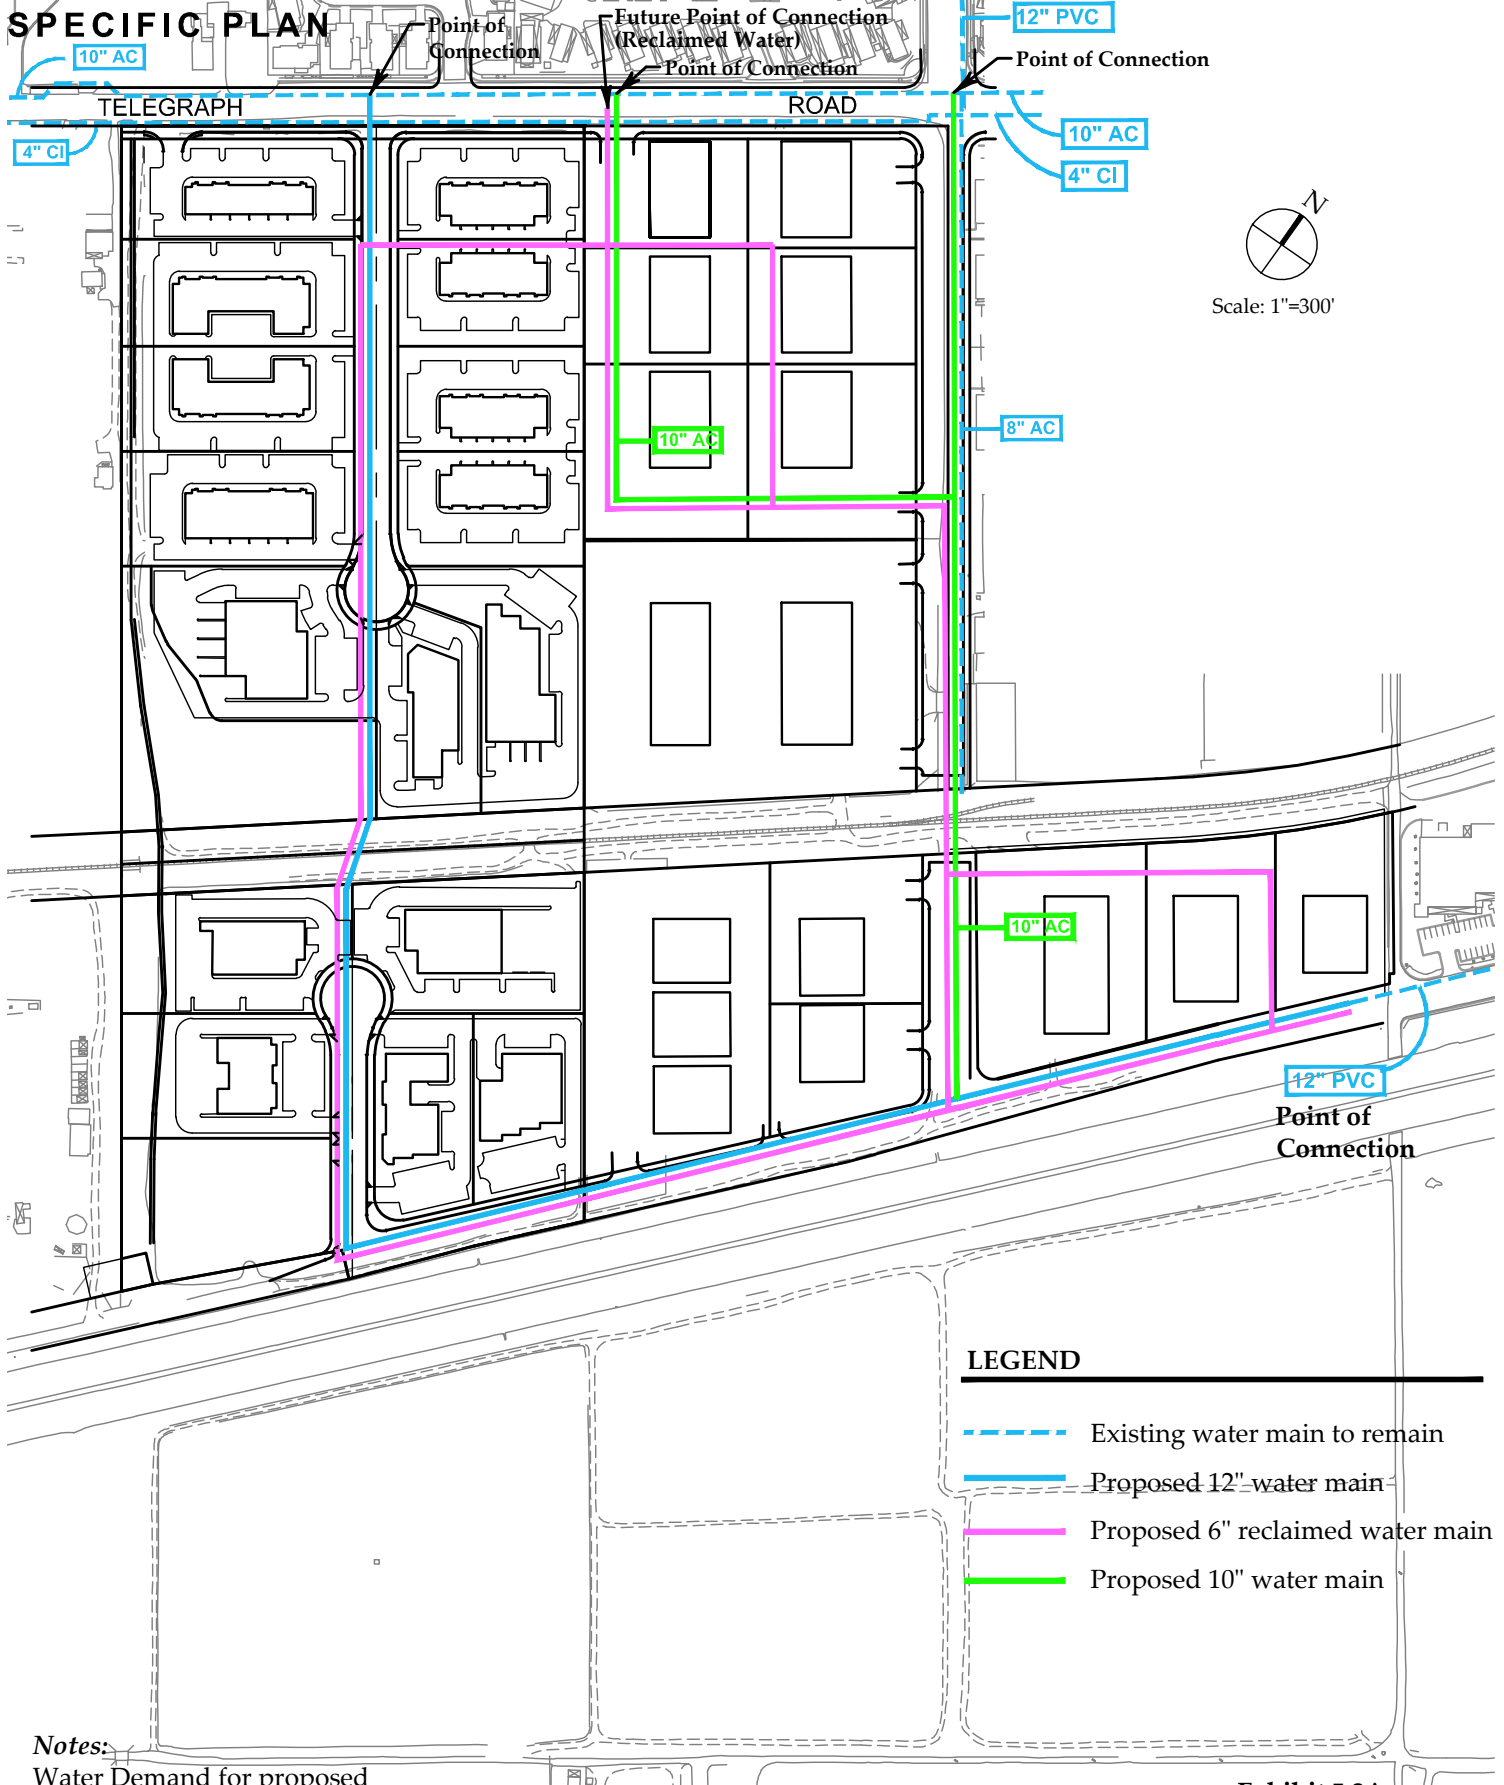 SPECIFIC PLAN
Point of
Connection
Future Point of Connection
(Reclaimed Water)
Point of Connection
12" PVC
Point of Connection
10" AC
TELEGRAPH
ROAD
4" CI
10" AC
4" CI
N
Scale: 1"=300'
10" AC
8" AC
10" AC
12" PVC
Point of
Connection
LEGEND
Existing water main to remain
Proposed 12" water main
Proposed 6" reclaimed water main
Proposed 10" water main
Notes:
Water Demand for proposed
Exhibit